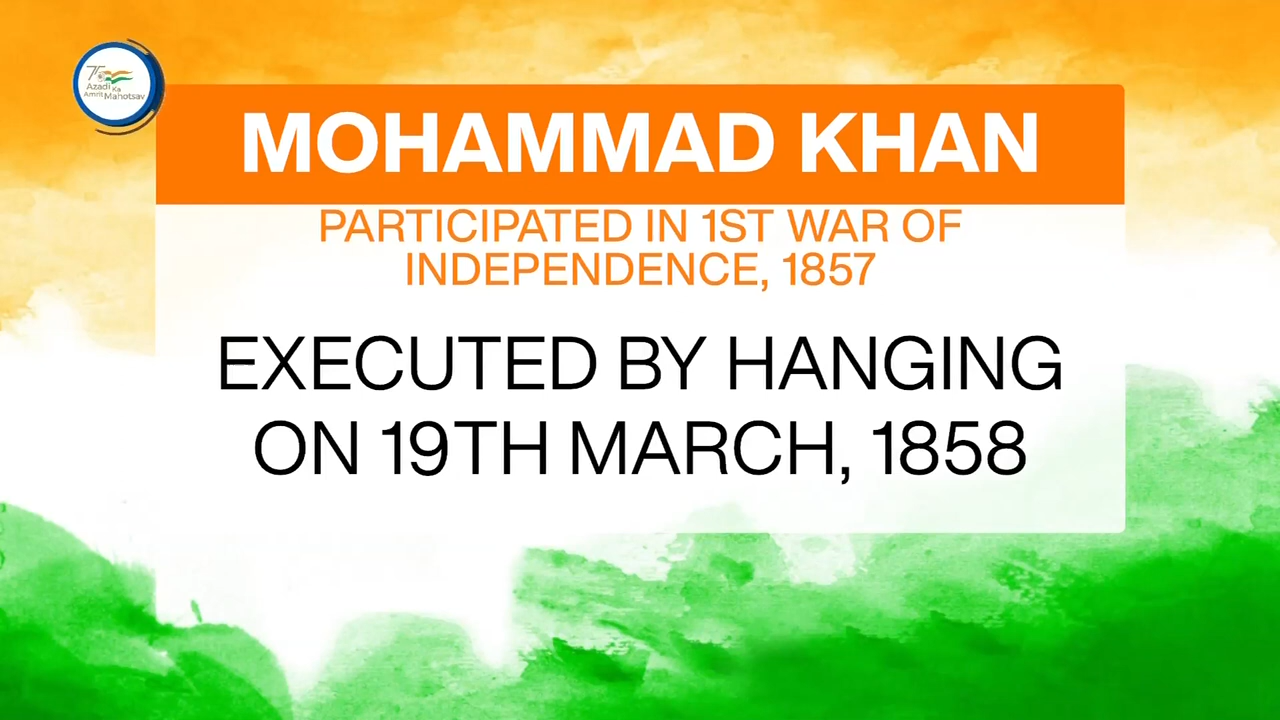 75
Azadi
Ka
Amrit Mahotsav
MOHAMMAD KHAN
PARTICIPATED IN 1ST WAR OF
INDEPENDENCE, 1857
EXECUTED BY HANGING
ON 19TH MARCH, 1858